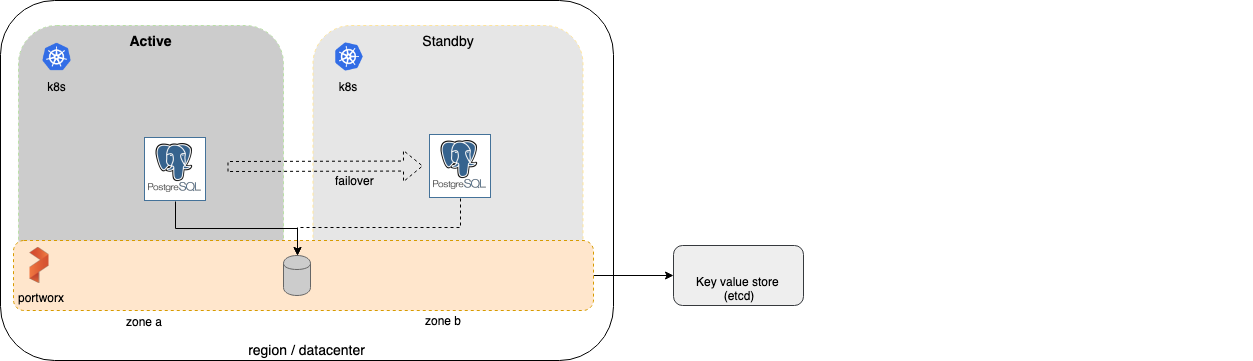 Active
Standby
k8s
k8s
PostgreSQL
PostgreSQL
failover
portworx
Key value store
(etcd)
zone a
zone b
region / datacenter